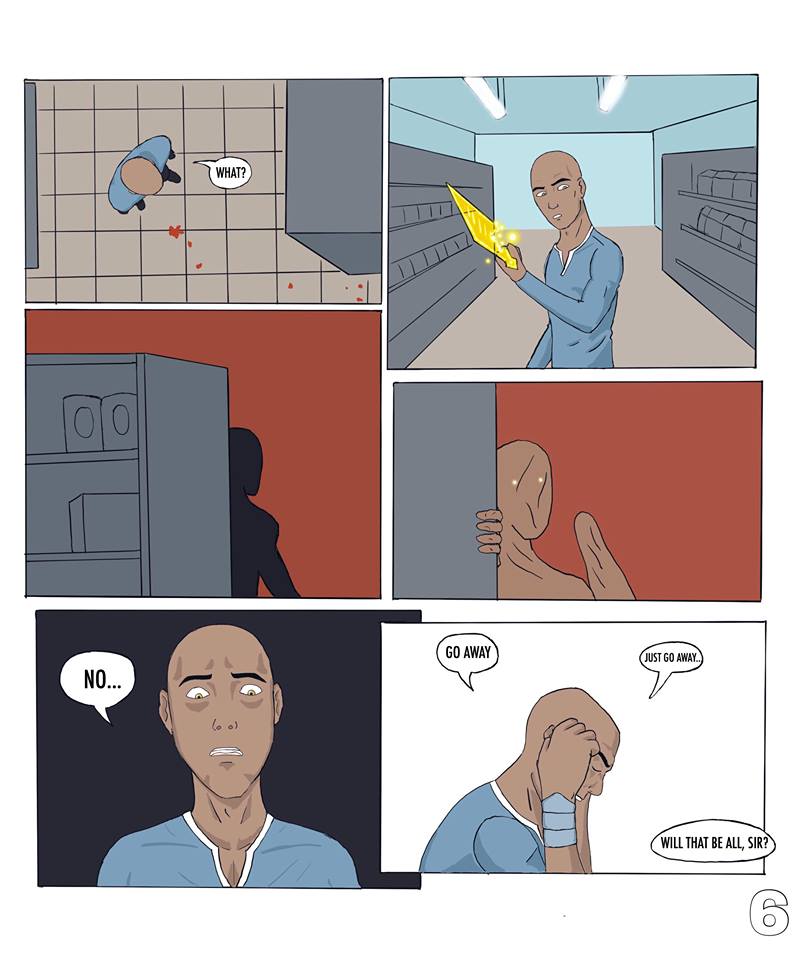 WHAT?
NO...
GO AWAY
JUST GO AWAY..
WILL THAT BE ALL, SIR?
6